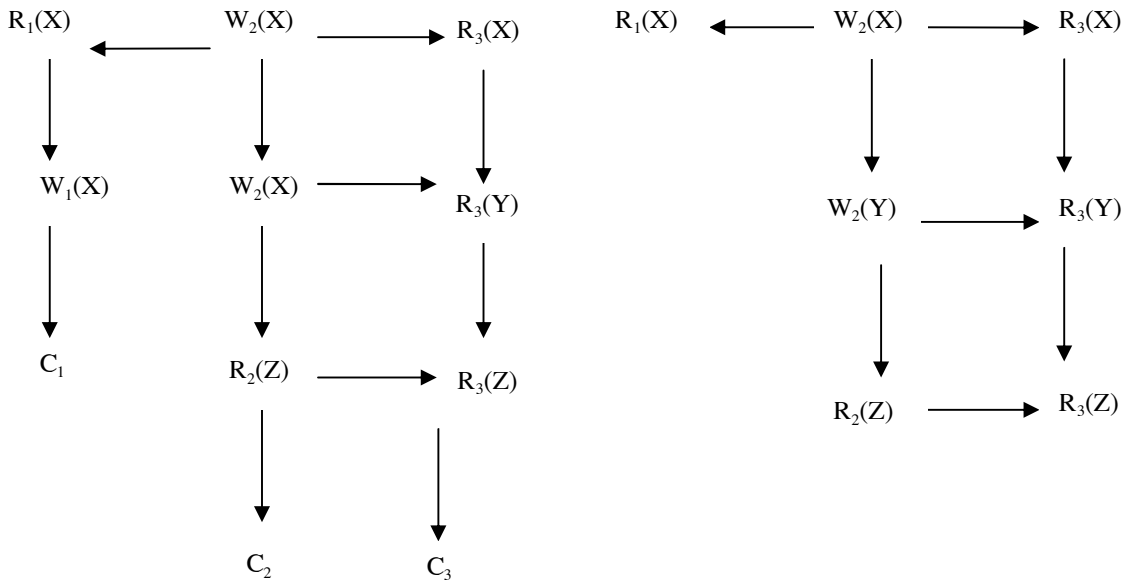 R₁(X) W₂(X) R₃(X)
W₁(X) W₂(X) R₃(Y)
C₁ R₂(Z) R₃(Z)
C₂ C₃
R₁(X) W₂(X) R₃(X)
W₂(Y) R₃(Y)
R₂(Z) R₃(Z)